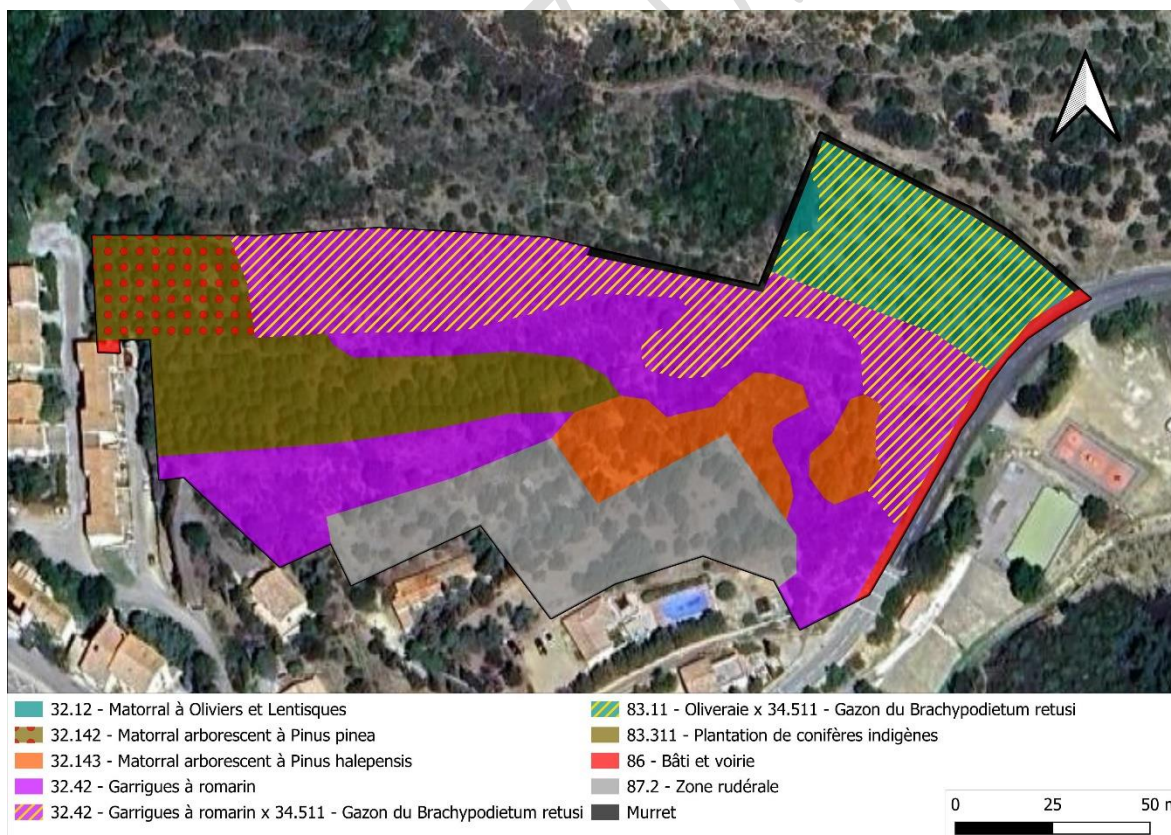 32.12 - Matorral à Oliviers et Lentisques
32.142 - Matorral arborescent à Pinus pinea
32.143 - Matorral arborescent à Pinus halepensis
32.42 - Garrigues à romarin
32.42 - Garrigues à romarin x 34.511 - Gazon du Brachypodietum retusi
83.11 - Oliveraie x 34.511 - Gazon du Brachypodietum retusi
83.311 - Plantation de conifères indigènes
86 - Bâti et voirie
87.2 - Zone rudérale
Murret
0 25 50 m